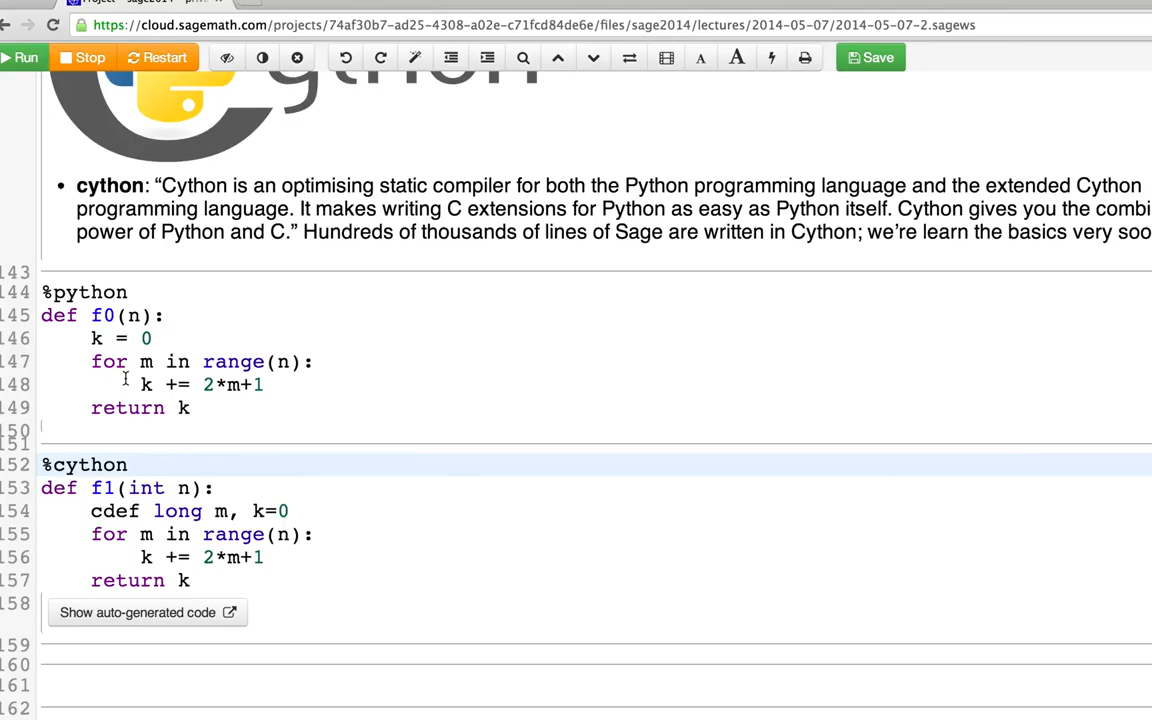 https://cloud.sagemath.com/projects/74af30b7-ad25-4308-a02e-c71fcd84de6e/files/sage2014/lectures/2014-05-07/2014-05-07-2.sagews
Run Stop Restart A A Save
ython
• cython: “Cython is an optimising static compiler for both the Python programming language and the extended Cython
programming language. It makes writing C extensions for Python as easy as Python itself. Cython gives you the combi
power of Python and C.” Hundreds of thousands of lines of Sage are written in Cython; we’re learn the basics very soo
143
144 %python
145 def f0(n):
146     k = 0
147     for m in range(n):
148         k += 2*m+1
149     return k
150
151
152 %cython
153 def f1(int n):
154     cdef long m, k=0
155     for m in range(n):
156         k += 2*m+1
157     return k
158
Show auto-generated code
159
160
161
162